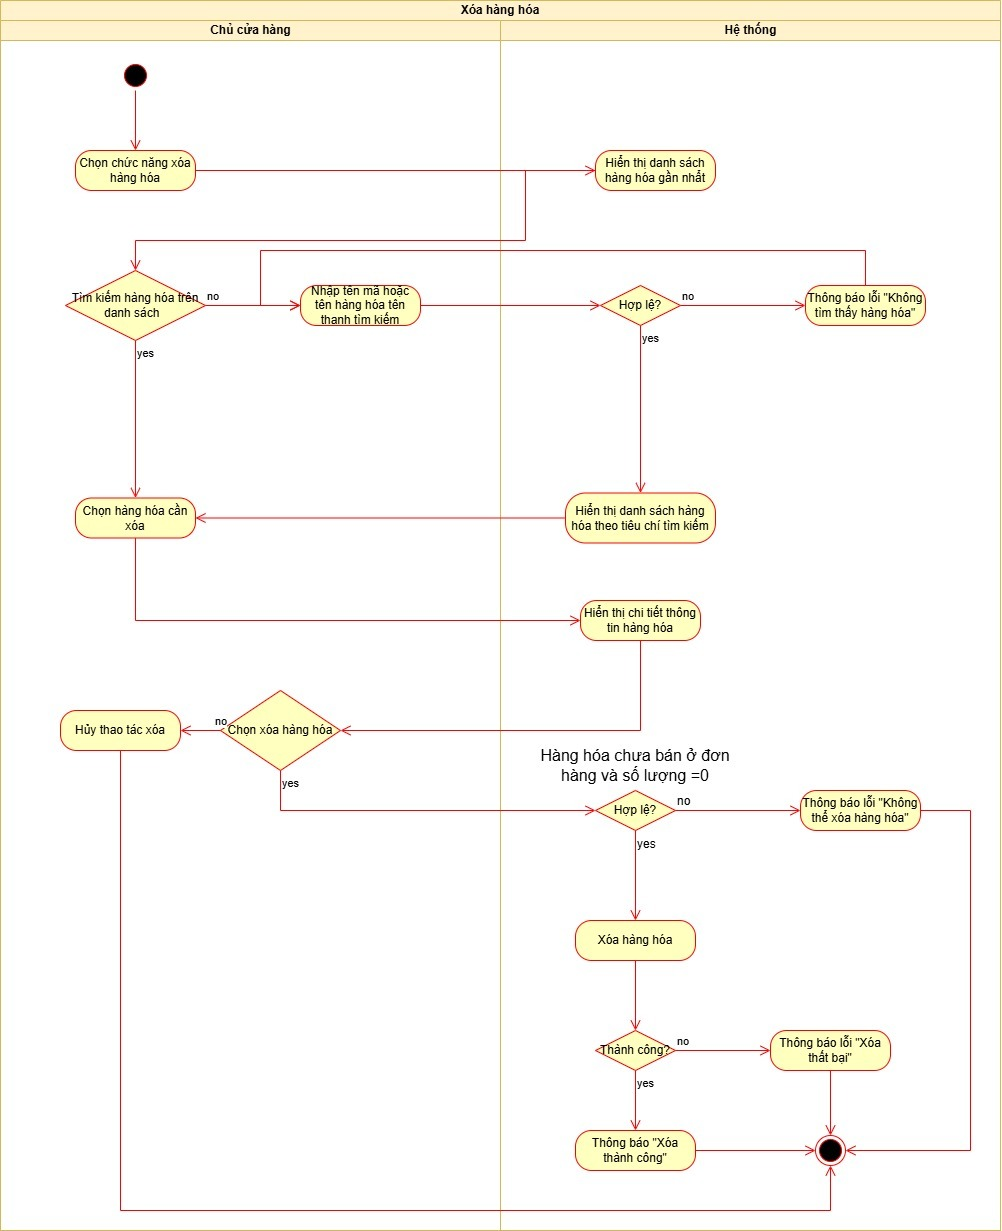 Xóa hàng hóa
Chủ cửa hàng
Hệ thống
Chọn chức năng xóa
hàng hóa
Hiển thị danh sách
hàng hóa gần nhất
Tìm kiếm hàng hóa trên
danh sách
no
yes
Nhập tên mã hoặc
tên hàng hóa tên
thanh tìm kiếm
Hợp lệ?
no
yes
Thông báo lỗi "Không
tìm thấy hàng hóa"
Chọn hàng hóa cần
xóa
Hiển thị danh sách hàng
hóa theo tiêu chí tìm kiếm
Hiển thị chi tiết thông
tin hàng hóa
Hủy thao tác xóa
no
Chọn xóa hàng hóa
yes
Hàng hóa chưa bán ở đơn
hàng và số lượng =0
Hợp lệ?
no
yes
Thông báo lỗi "Không
thể xóa hàng hóa"
Xóa hàng hóa
Thành công?
no
yes
Thông báo lỗi "Xóa
thất bại"
Thông báo "Xóa
thành công"